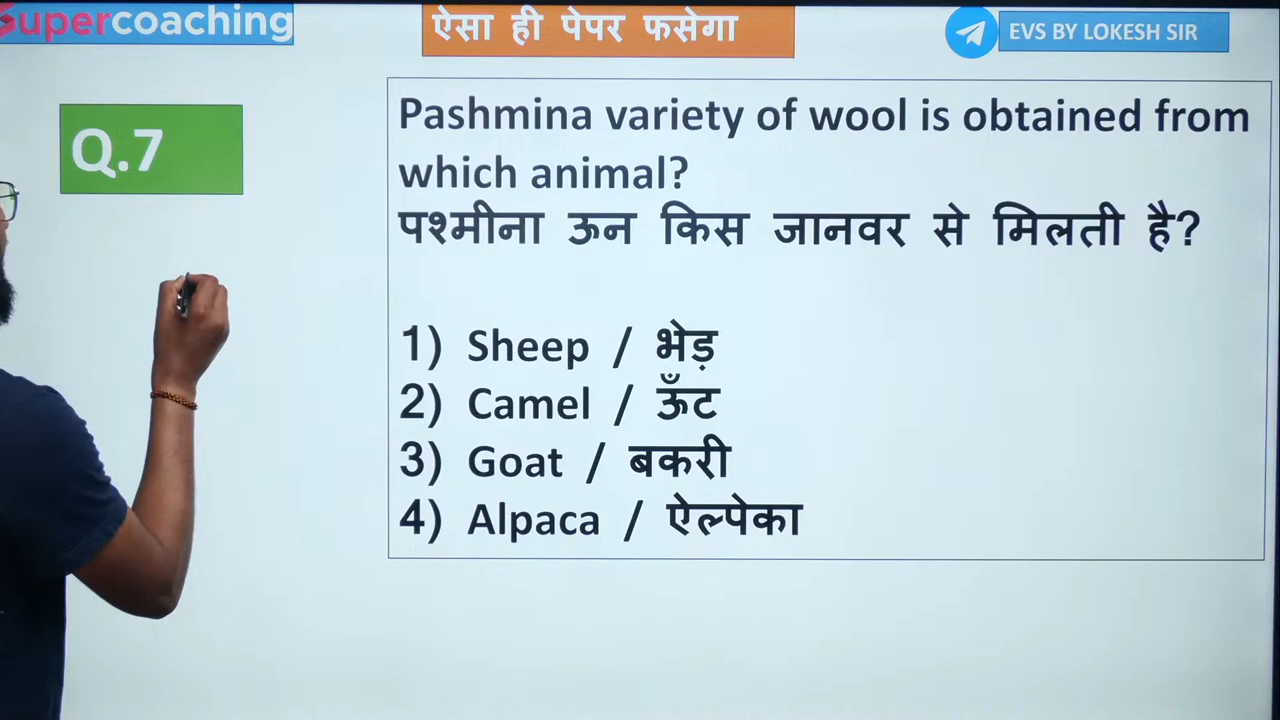 Supercoaching
ऐसा ही पेपर फसेगा
EVS BY LOKESH SIR
Q.7
Pashmina variety of wool is obtained from
which animal?
पश्मीना ऊन किस जानवर से मिलती है?
1) Sheep / भेड़
2) Camel / ऊँट
3) Goat / बकरी
4) Alpaca / ऐल्पेका